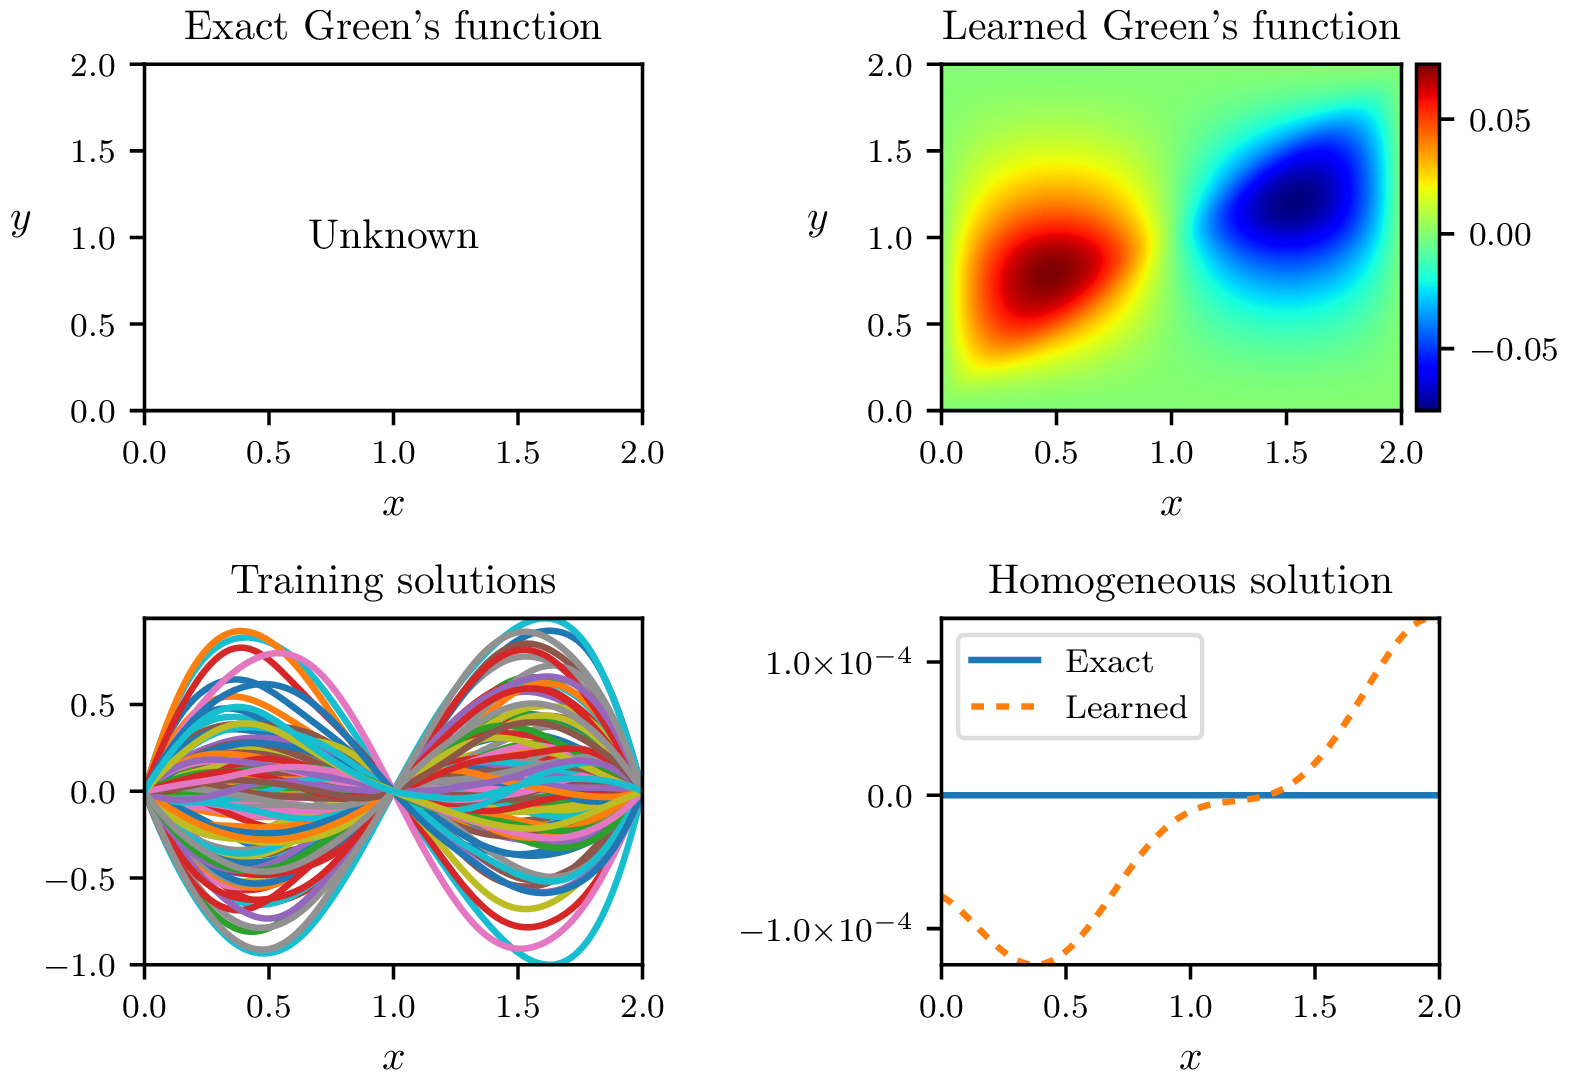 Exact Green's function
2.0
1.5
1.0
0.5
0.0
y
Unknown
0.0 0.5 1.0 1.5 2.0
x
Learned Green's function
2.0
1.5
1.0
0.5
0.0
y
0.0 0.5 1.0 1.5 2.0
x
0.05
0.00
−0.05
Training solutions
0.5
0.0
−0.5
−1.0
0.0 0.5 1.0 1.5 2.0
x
Homogeneous solution
1.0×10⁻⁴
0.0
−1.0×10⁻⁴
Exact
Learned
0.0 0.5 1.0 1.5 2.0
x